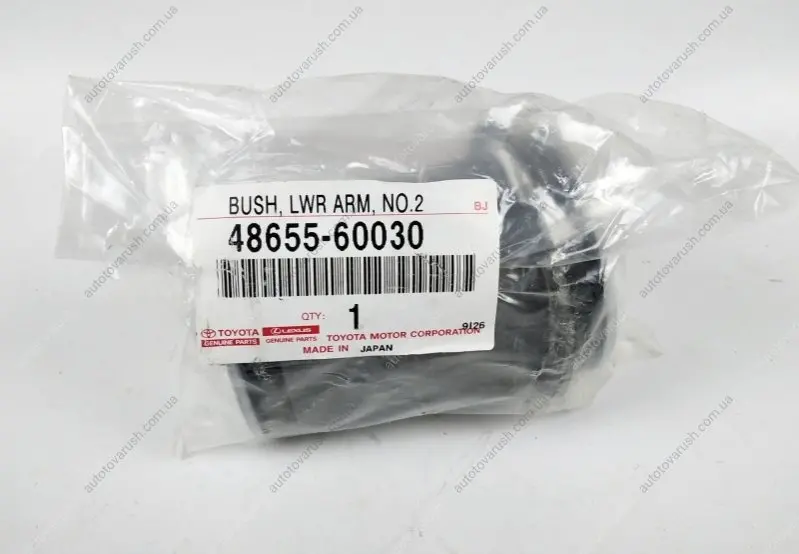 BUSH, LWR ARM, NO.2 BJ
48655-60030
QTY: 1
9I26
TOYOTA LEXUS
GENUINE PARTS GENUINE PARTS TOYOTA MOTOR CORPORATION
MADE IN JAPAN
autotovarush.com.ua